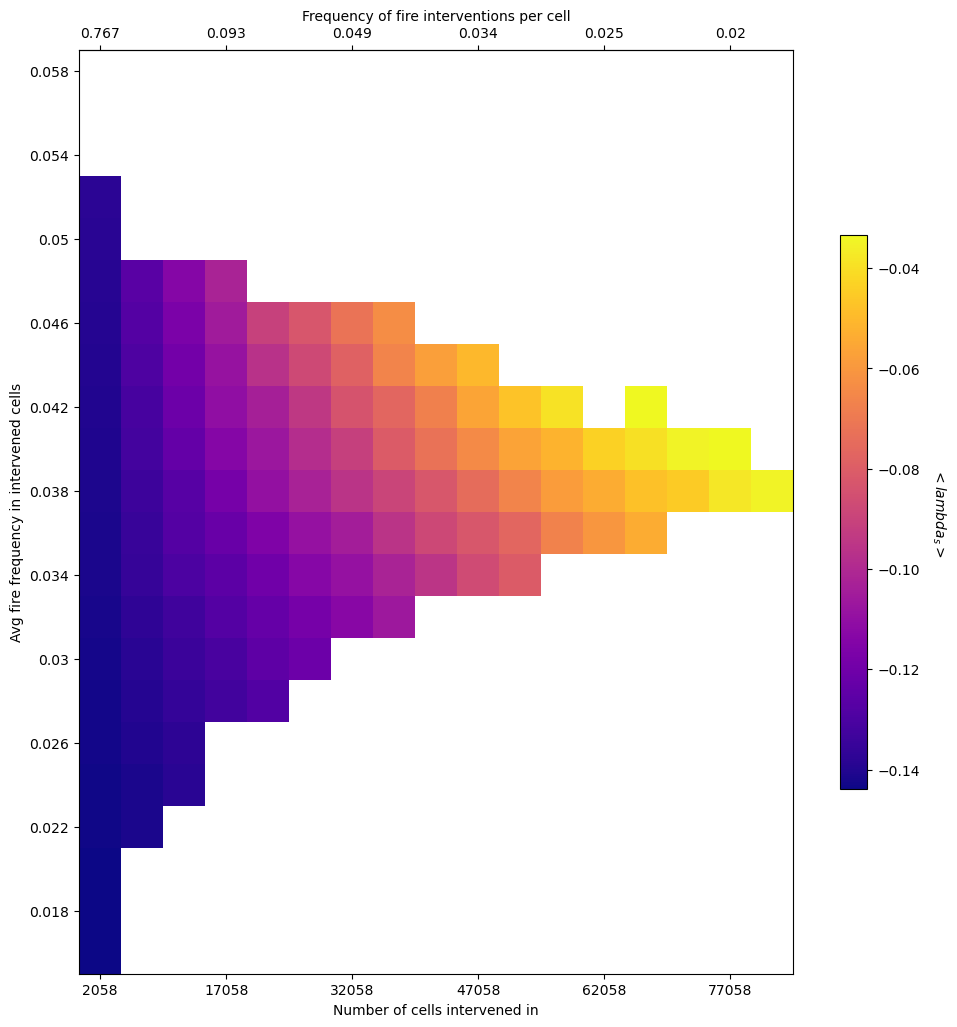 Frequency of fire interventions per cell
0.767 0.093 0.049 0.034 0.025 0.02
0.058
0.054
0.05
0.046
0.042
0.038
0.034
0.03
0.026
0.022
0.018
Avg fire frequency in intervened cells
2058 17058 32058 47058 62058 77058
Number of cells intervened in
−0.04
−0.06
−0.08
−0.10
−0.12
−0.14
< lambda_s >